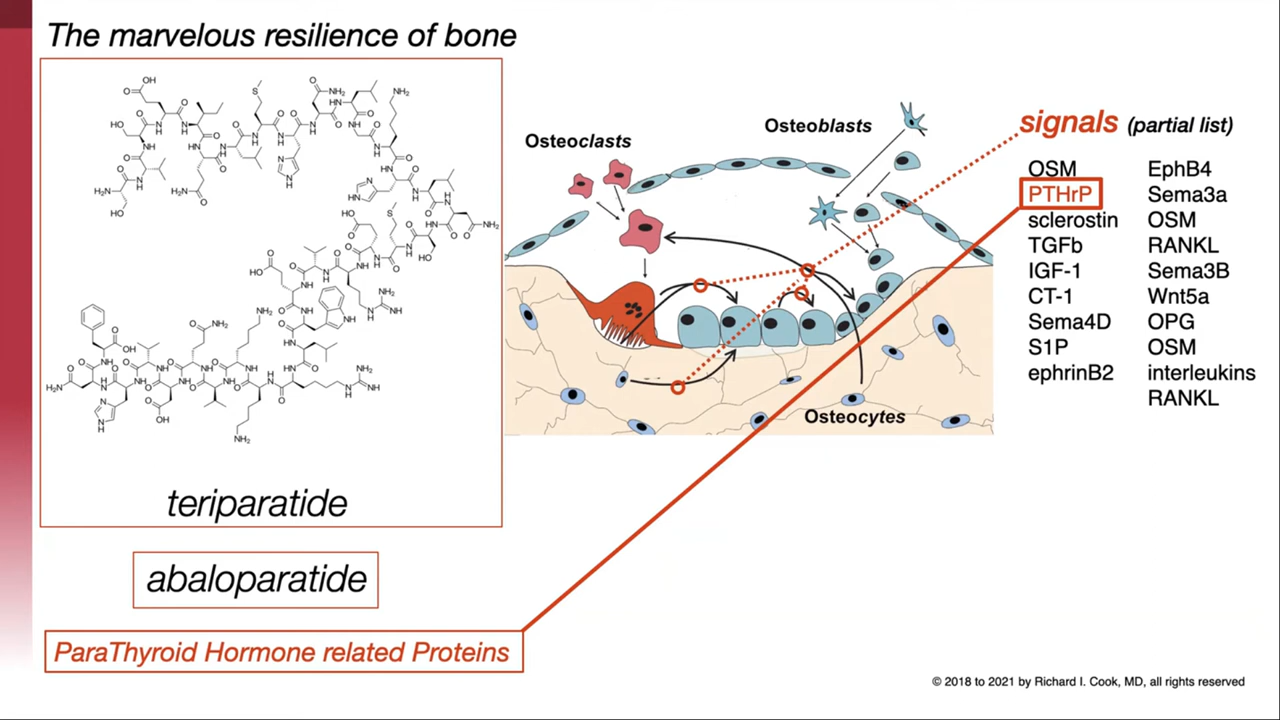 The marvelous resilience of bone
teriparatide
abaloparatide
ParaThyroid Hormone related Proteins
Osteoclasts
Osteoblasts
Osteocytes
signals (partial list)
OSM
PTHrP
sclerostin
TGFb
IGF-1
CT-1
Sema4D
S1P
ephrinB2
EphB4
Sema3a
OSM
RANKL
Sema3B
Wnt5a
OPG
OSM
interleukins
RANKL
© 2018 to 2021 by Richard I. Cook, MD, all rights reserved